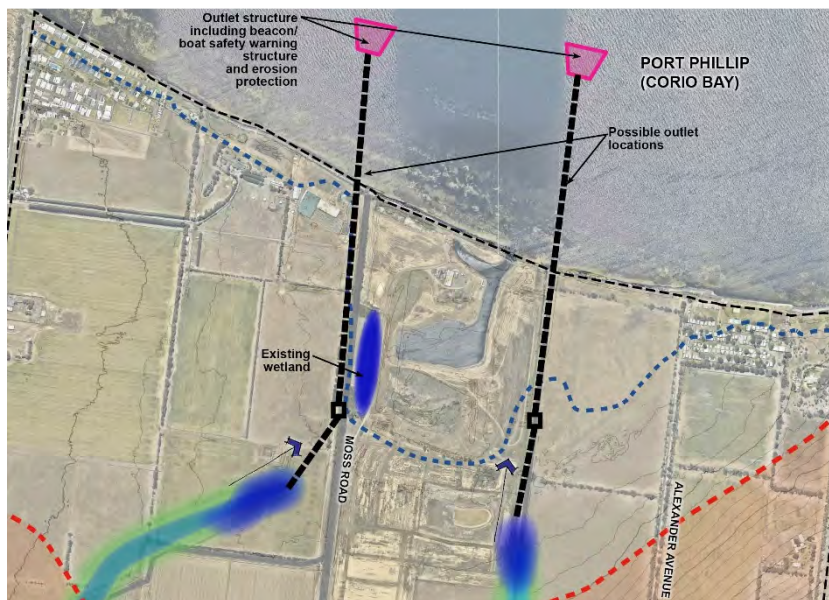 Outlet structure
including beacon/
boat safety warning
structure
and erosion
protection
PORT PHILLIP
(CORIO BAY)
Possible outlet
locations
Existing
wetland
MOSS ROAD
ALEXANDER AVENUE